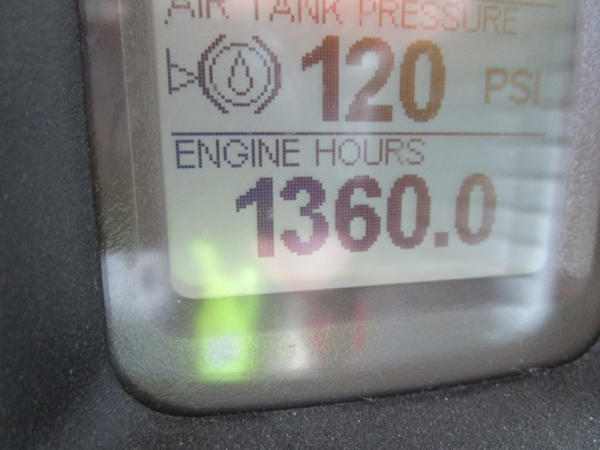 AIR TANK PRESSURE
120 PSI
ENGINE HOURS
1360.0